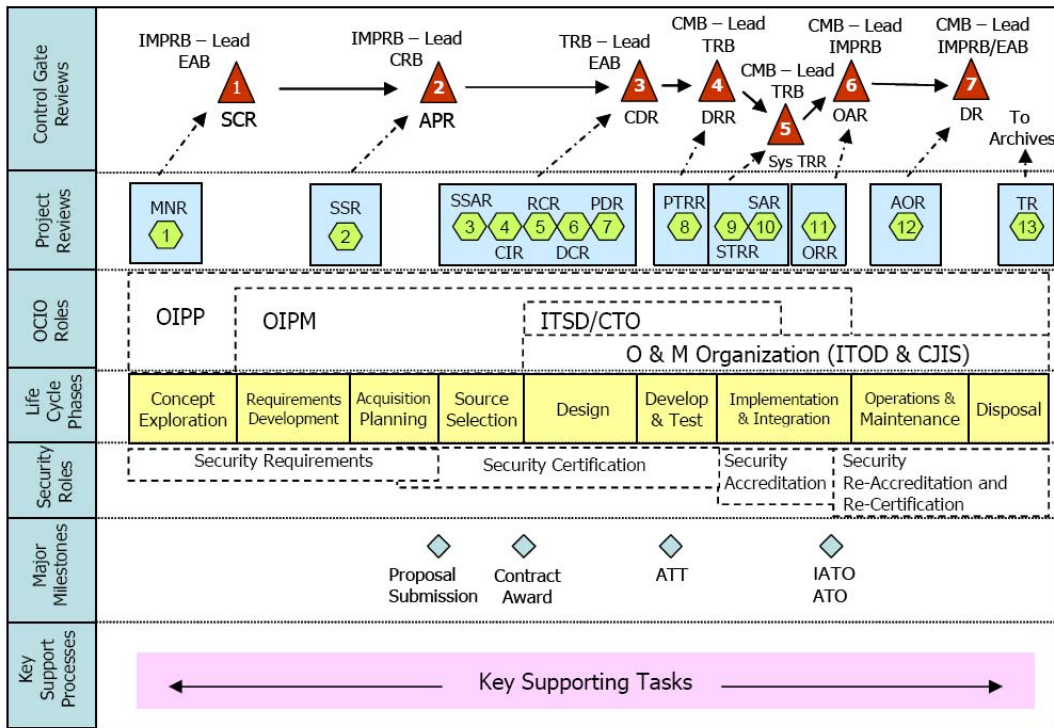 Control Gate
Reviews
IMPRB – Lead
EAB
1
SCR
IMPRB – Lead
CRB
2
APR
TRB – Lead
EAB
3
CDR
CMB – Lead
TRB
4
DRR
CMB – Lead
TRB
5
Sys TRR
CMB – Lead
IMPRB
6
OAR
CMB – Lead
IMPRB/EAB
7
DR
To
Archives
Project
Reviews
MNR
1
SSR
2
SSAR
3
4
CIR
RCR
5
6
DCR
PDR
7
PTRR
8
9
STRR
SAR
10
11
ORR
AOR
12
TR
13
OCIO
Roles
OIPP
OIPM
ITSD/CTO
O & M Organization (ITOD & CJIS)
Life
Cycle
Phases
Concept
Exploration
Requirements
Development
Acquisition
Planning
Source
Selection
Design
Develop
& Test
Implementation
& Integration
Operations &
Maintenance
Disposal
Security
Roles
Security Requirements
Security Certification
Security
Accreditation
Security
Re-Accreditation and
Re-Certification
Major
Milestones
Proposal
Submission
Contract
Award
ATT
IATO
ATO
Key
Support
Processes
Key Supporting Tasks